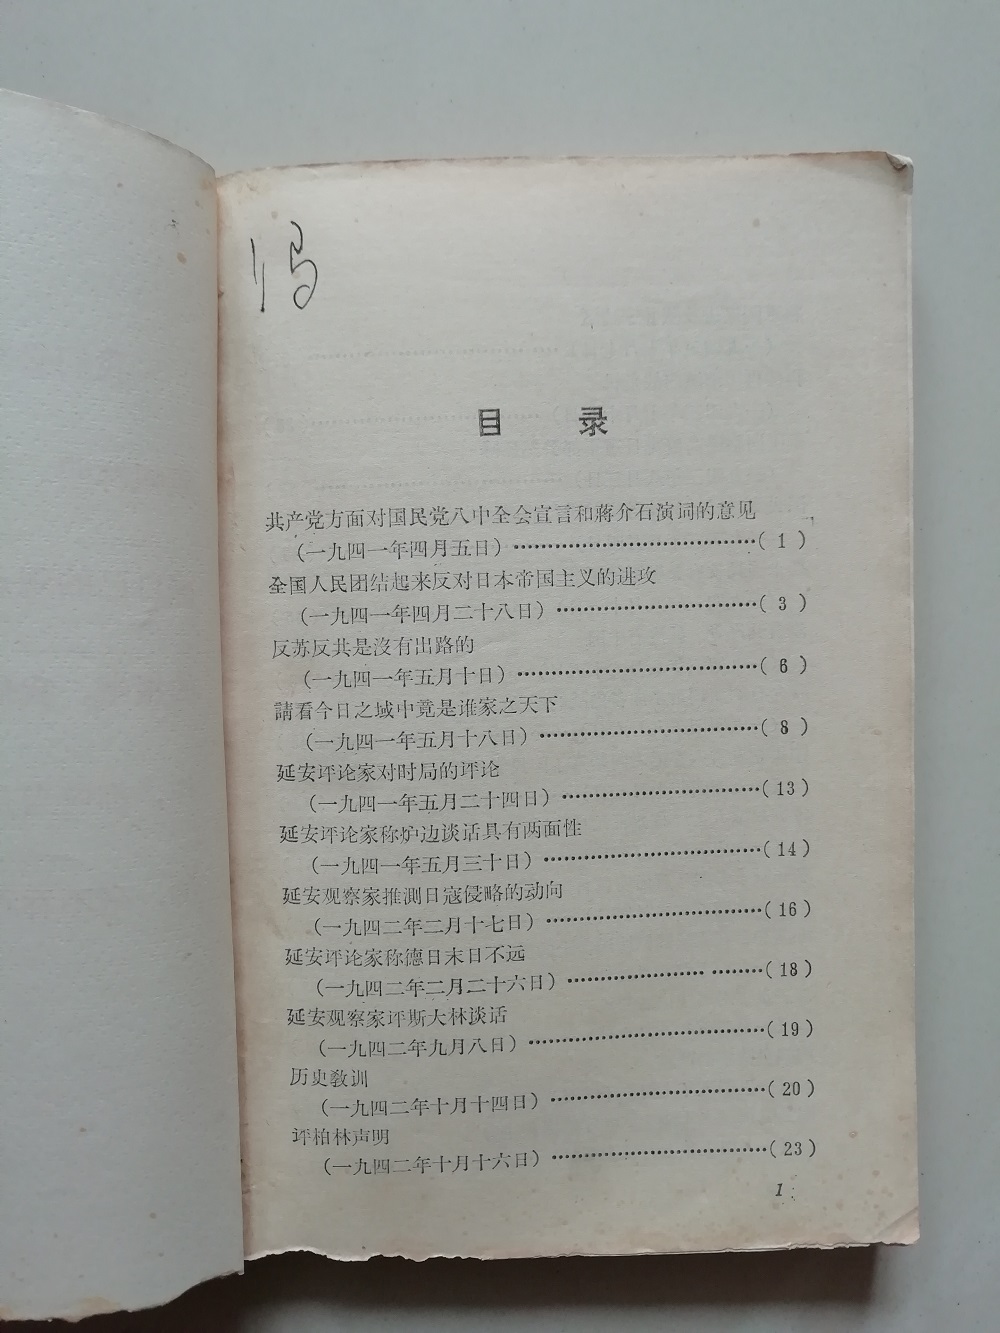 目 录
共产党方面对国民党八中全会宣言和蔣介石演词的意见
（一九四一年四月五日）……………………………（ 1 ）
全国人民团结起来反对日本帝国主义的进攻
（一九四一年四月二十八日）………………………（ 3 ）
反苏反共是沒有出路的
（一九四一年五月十日）……………………………（ 6 ）
請看今日之域中竟是谁家之天下
（一九四一年五月十八日）…………………………（ 8 ）
延安评论家对时局的评论
（一九四一年五月二十四日）………………………（ 13 ）
延安评论家称炉边谈话具有两面性
（一九四一年五月三十日）…………………………（ 14 ）
延安观察家推測日寇侵略的动向
（一九四二年二月十七日）…………………………（ 16 ）
延安评论家称德日末日不远
（一九四二年二月二十六日）……………… ……（ 18 ）
延安观察家评斯大林谈话
（一九四二年九月八日）……………………………（ 19 ）
历史敎训
（一九四二年十月十四日）…………………………（ 20 ）
评柏林声明
（一九四二年十月十六日）…………………………（ 23 ）
1